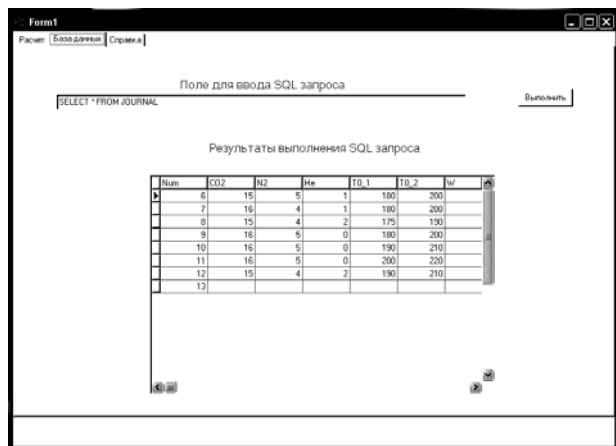 Form1
Расчет База данных Справка
Поле для ввода SQL запроса
SELECT * FROM JOURNAL
Выполнить
Результаты выполнения SQL запроса
Num CO2 N2 He T0_1 T0_2 W
6 15 5 1 180 200
7 16 4 1 180 200
8 15 4 2 175 190
9 16 5 0 180 200
10 16 5 0 190 210
11 16 5 0 200 220
12 15 4 2 190 210
13